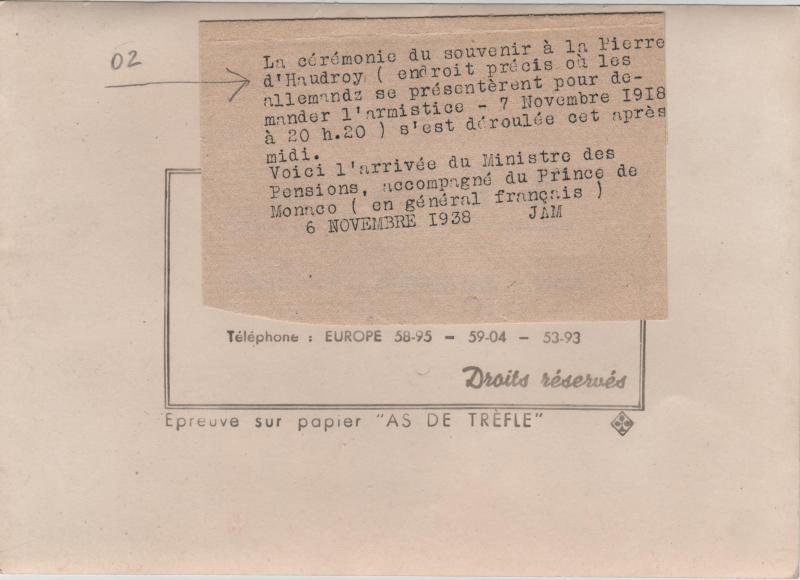 02
La cérémonie du souvenir à la Pierre
d'Haudroy ( endroit précis où les
allemandz se présentèrent pour de-
mander l'armistice - 7 Novembre 1918
à 20 h.20 ) s'est déroulée cet après
midi.
Voici l'arrivée du Ministre des
Pensions, accompagné du Prince de
Monaco ( en général français )
6 NOVEMBRE 1938 JAM
Téléphone : EUROPE 58-95 - 59-04 - 53-93
Droits réservés
Epreuve sur papier "AS DE TRÈFLE"